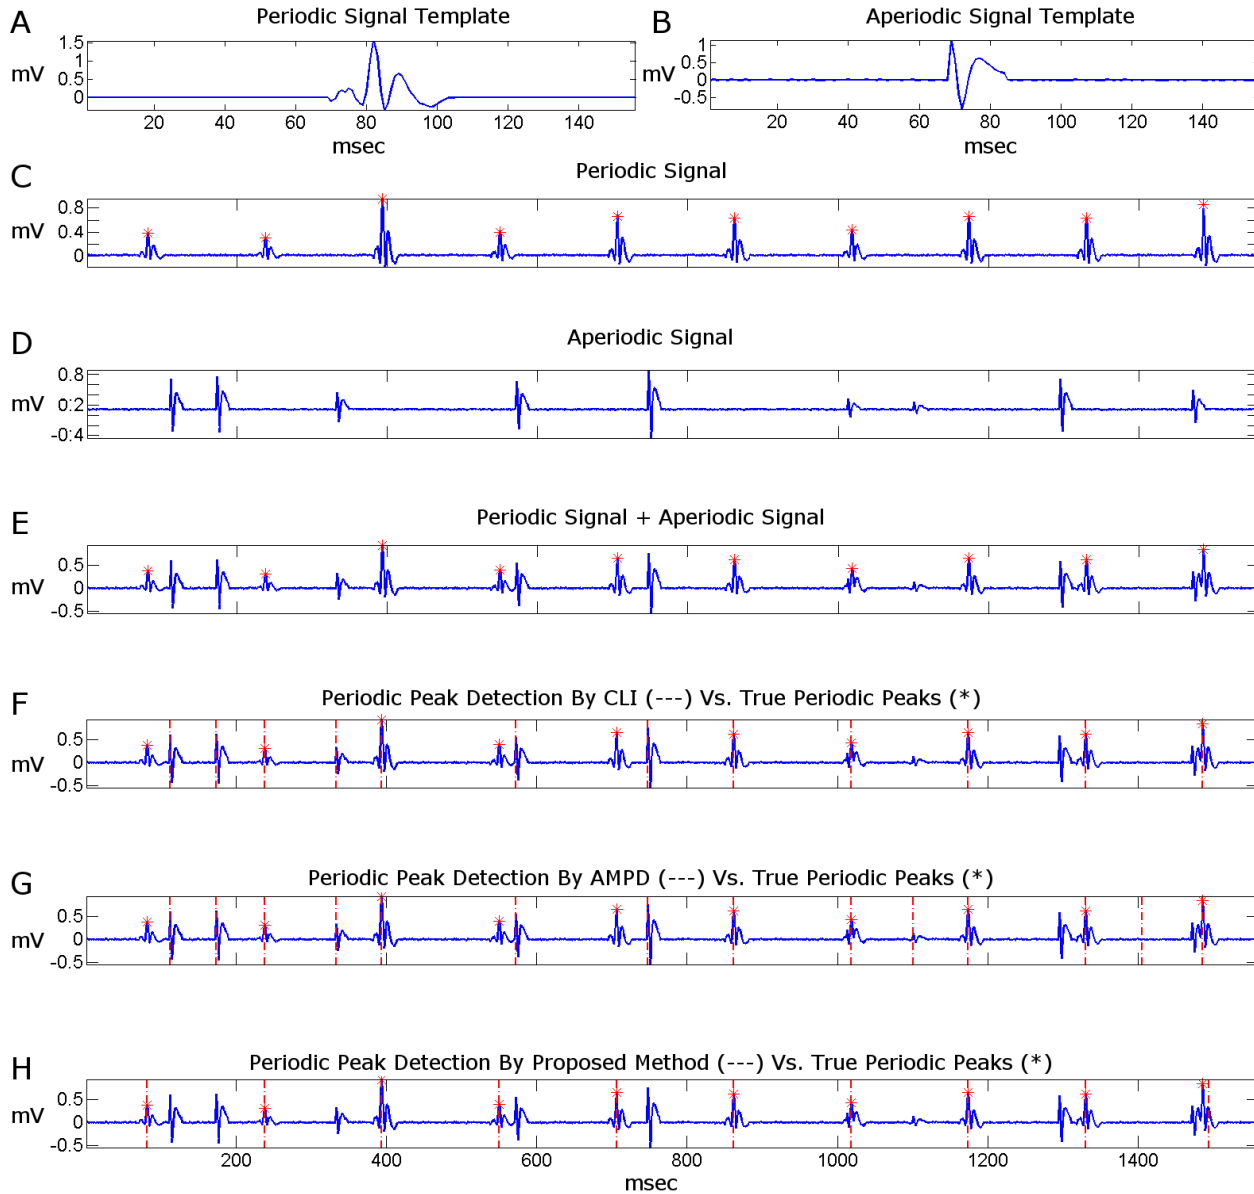 A
Periodic Signal Template
1.5
1
0.5
0
mV
20 40 60 80 100 120 140
msec
B
Aperiodic Signal Template
1
0.5
0
-0.5
mV
20 40 60 80 100 120 140
msec
C
Periodic Signal
0.8
0.4
0
mV
D
Aperiodic Signal
0.8
0.2
-0.4
mV
E
Periodic Signal + Aperiodic Signal
0.5
0
-0.5
mV
F
Periodic Peak Detection By CLI (---) Vs. True Periodic Peaks (*)
0.5
0
-0.5
mV
G
Periodic Peak Detection By AMPD (---) Vs. True Periodic Peaks (*)
0.5
0
-0.5
mV
H
Periodic Peak Detection By Proposed Method (---) Vs. True Periodic Peaks (*)
0.5
0
-0.5
mV
200 400 600 800 1000 1200 1400
msec